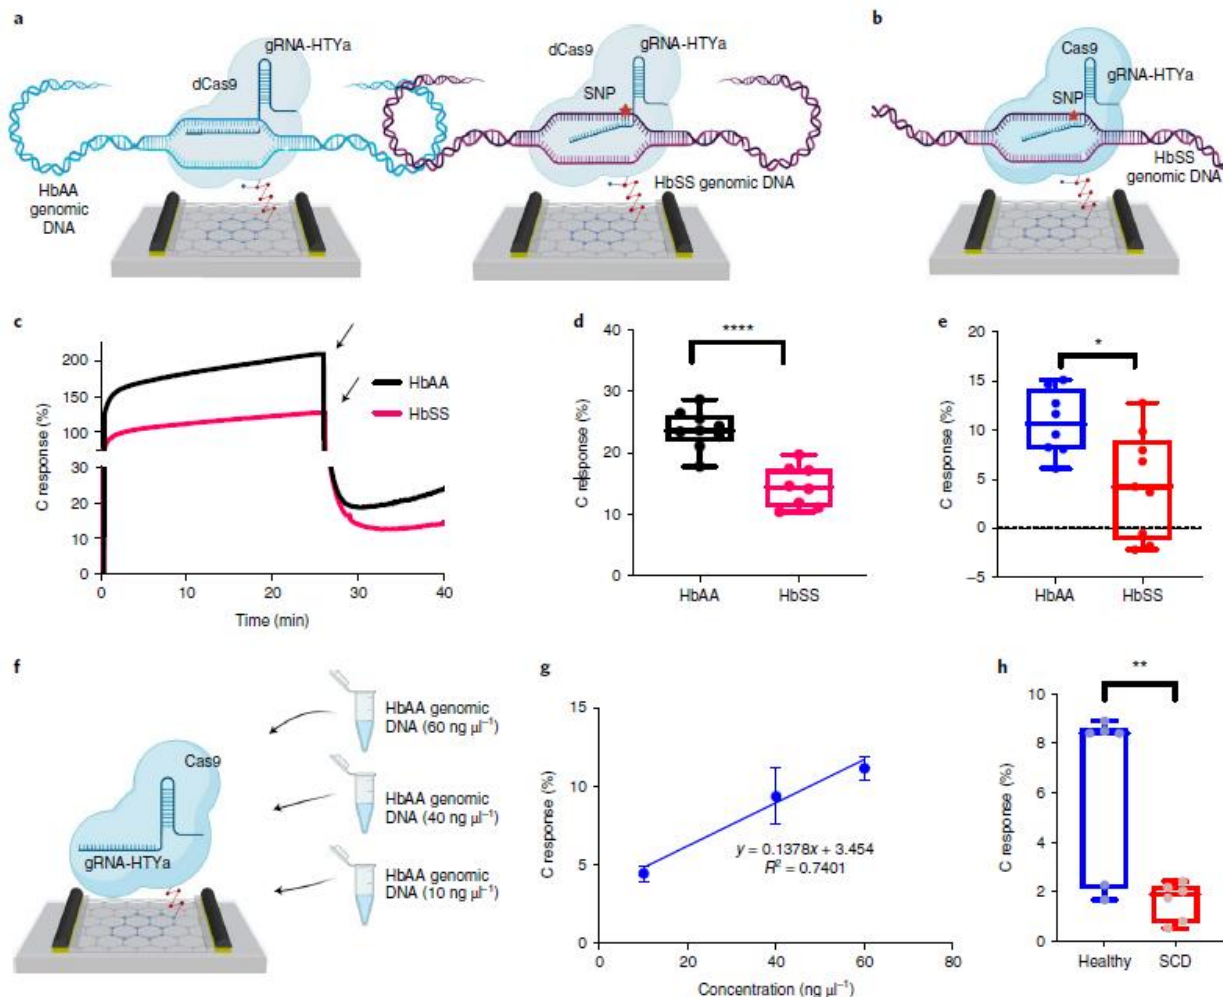 a
gRNA-HTYa
dCas9
HbAA
genomic
DNA
dCas9
gRNA-HTYa
SNP
HbSS genomic DNA
b
Cas9
gRNA-HTYa
SNP
HbSS
genomic DNA
c
C response (%)
200
150
100
30
20
10
0
0
10
20
30
40
Time (min)
HbAA
HbSS
d
C response (%)
40
30
20
10
0
****
HbAA
HbSS
e
C response (%)
20
15
10
5
0
–5
*
HbAA
HbSS
f
Cas9
gRNA-HTYa
HbAA genomic
DNA (60 ng µl⁻¹)
HbAA genomic
DNA (40 ng µl⁻¹)
HbAA genomic
DNA (10 ng µl⁻¹)
g
C response (%)
15
10
5
0
y = 0.1378x + 3.454
R² = 0.7401
0
20
40
60
80
Concentration (ng µl⁻¹)
h
C response (%)
10
8
6
4
2
0
**
Healthy
SCD